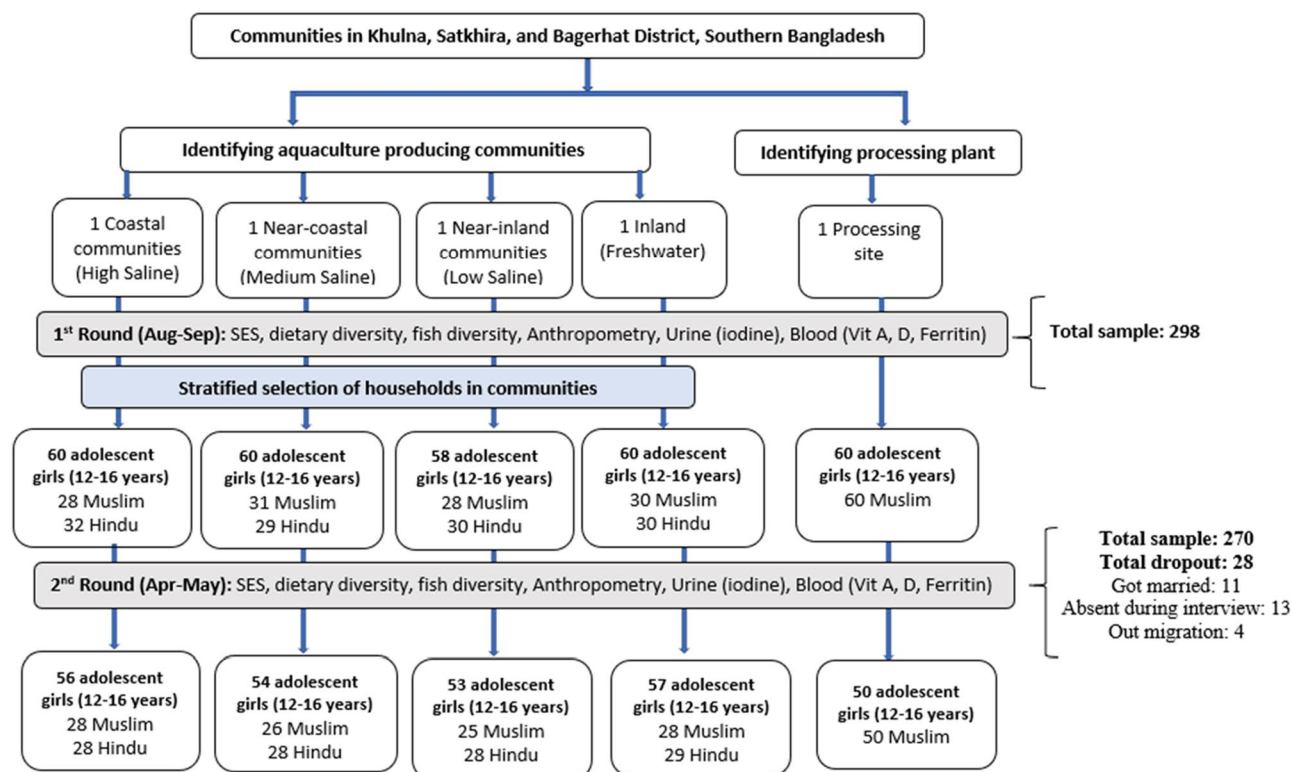 Communities in Khulna, Satkhira, and Bagerhat District, Southern Bangladesh
Identifying aquaculture producing communities
Identifying processing plant
1 Coastal
communities
(High Saline)
1 Near-coastal
communities
(Medium Saline)
1 Near-inland
communities
(Low Saline)
1 Inland
(Freshwater)
1 Processing
site
1st Round (Aug-Sep): SES, dietary diversity, fish diversity, Anthropometry, Urine (iodine), Blood (Vit A, D, Ferritin)
Total sample: 298
Stratified selection of households in communities
60 adolescent
girls (12-16 years)
28 Muslim
32 Hindu
60 adolescent
girls (12-16 years)
31 Muslim
29 Hindu
58 adolescent
girls (12-16 years)
28 Muslim
30 Hindu
60 adolescent
girls (12-16 years)
30 Muslim
30 Hindu
60 adolescent
girls (12-16 years)
60 Muslim
2nd Round (Apr-May): SES, dietary diversity, fish diversity, Anthropometry, Urine (iodine), Blood (Vit A, D, Ferritin)
Total sample: 270
Total dropout: 28
Got married: 11
Absent during interview: 13
Out migration: 4
56 adolescent
girls (12-16 years)
28 Muslim
28 Hindu
54 adolescent
girls (12-16 years)
26 Muslim
28 Hindu
53 adolescent
girls (12-16 years)
25 Muslim
28 Hindu
57 adolescent
girls (12-16 years)
28 Muslim
29 Hindu
50 adolescent
girls (12-16 years)
50 Muslim